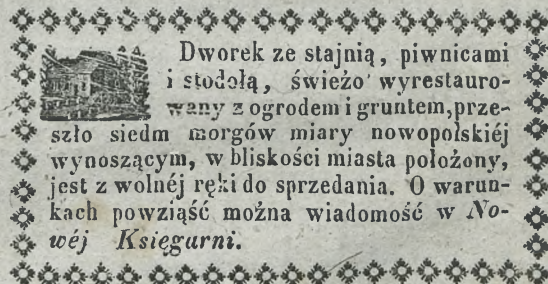 Dworek ze stajnią, piwnicami
i stodołą, świeżo wyrestauro-
wany z ogrodem i gruntem, prze-
szło siedm morgów miary nowopolskiéj
wynoszącym, w bliskości miasta położony,
jest z wolnéj ręki do sprzedania. O warun-
kach powziąść można wiadomość w No-
wéj Księgarni.